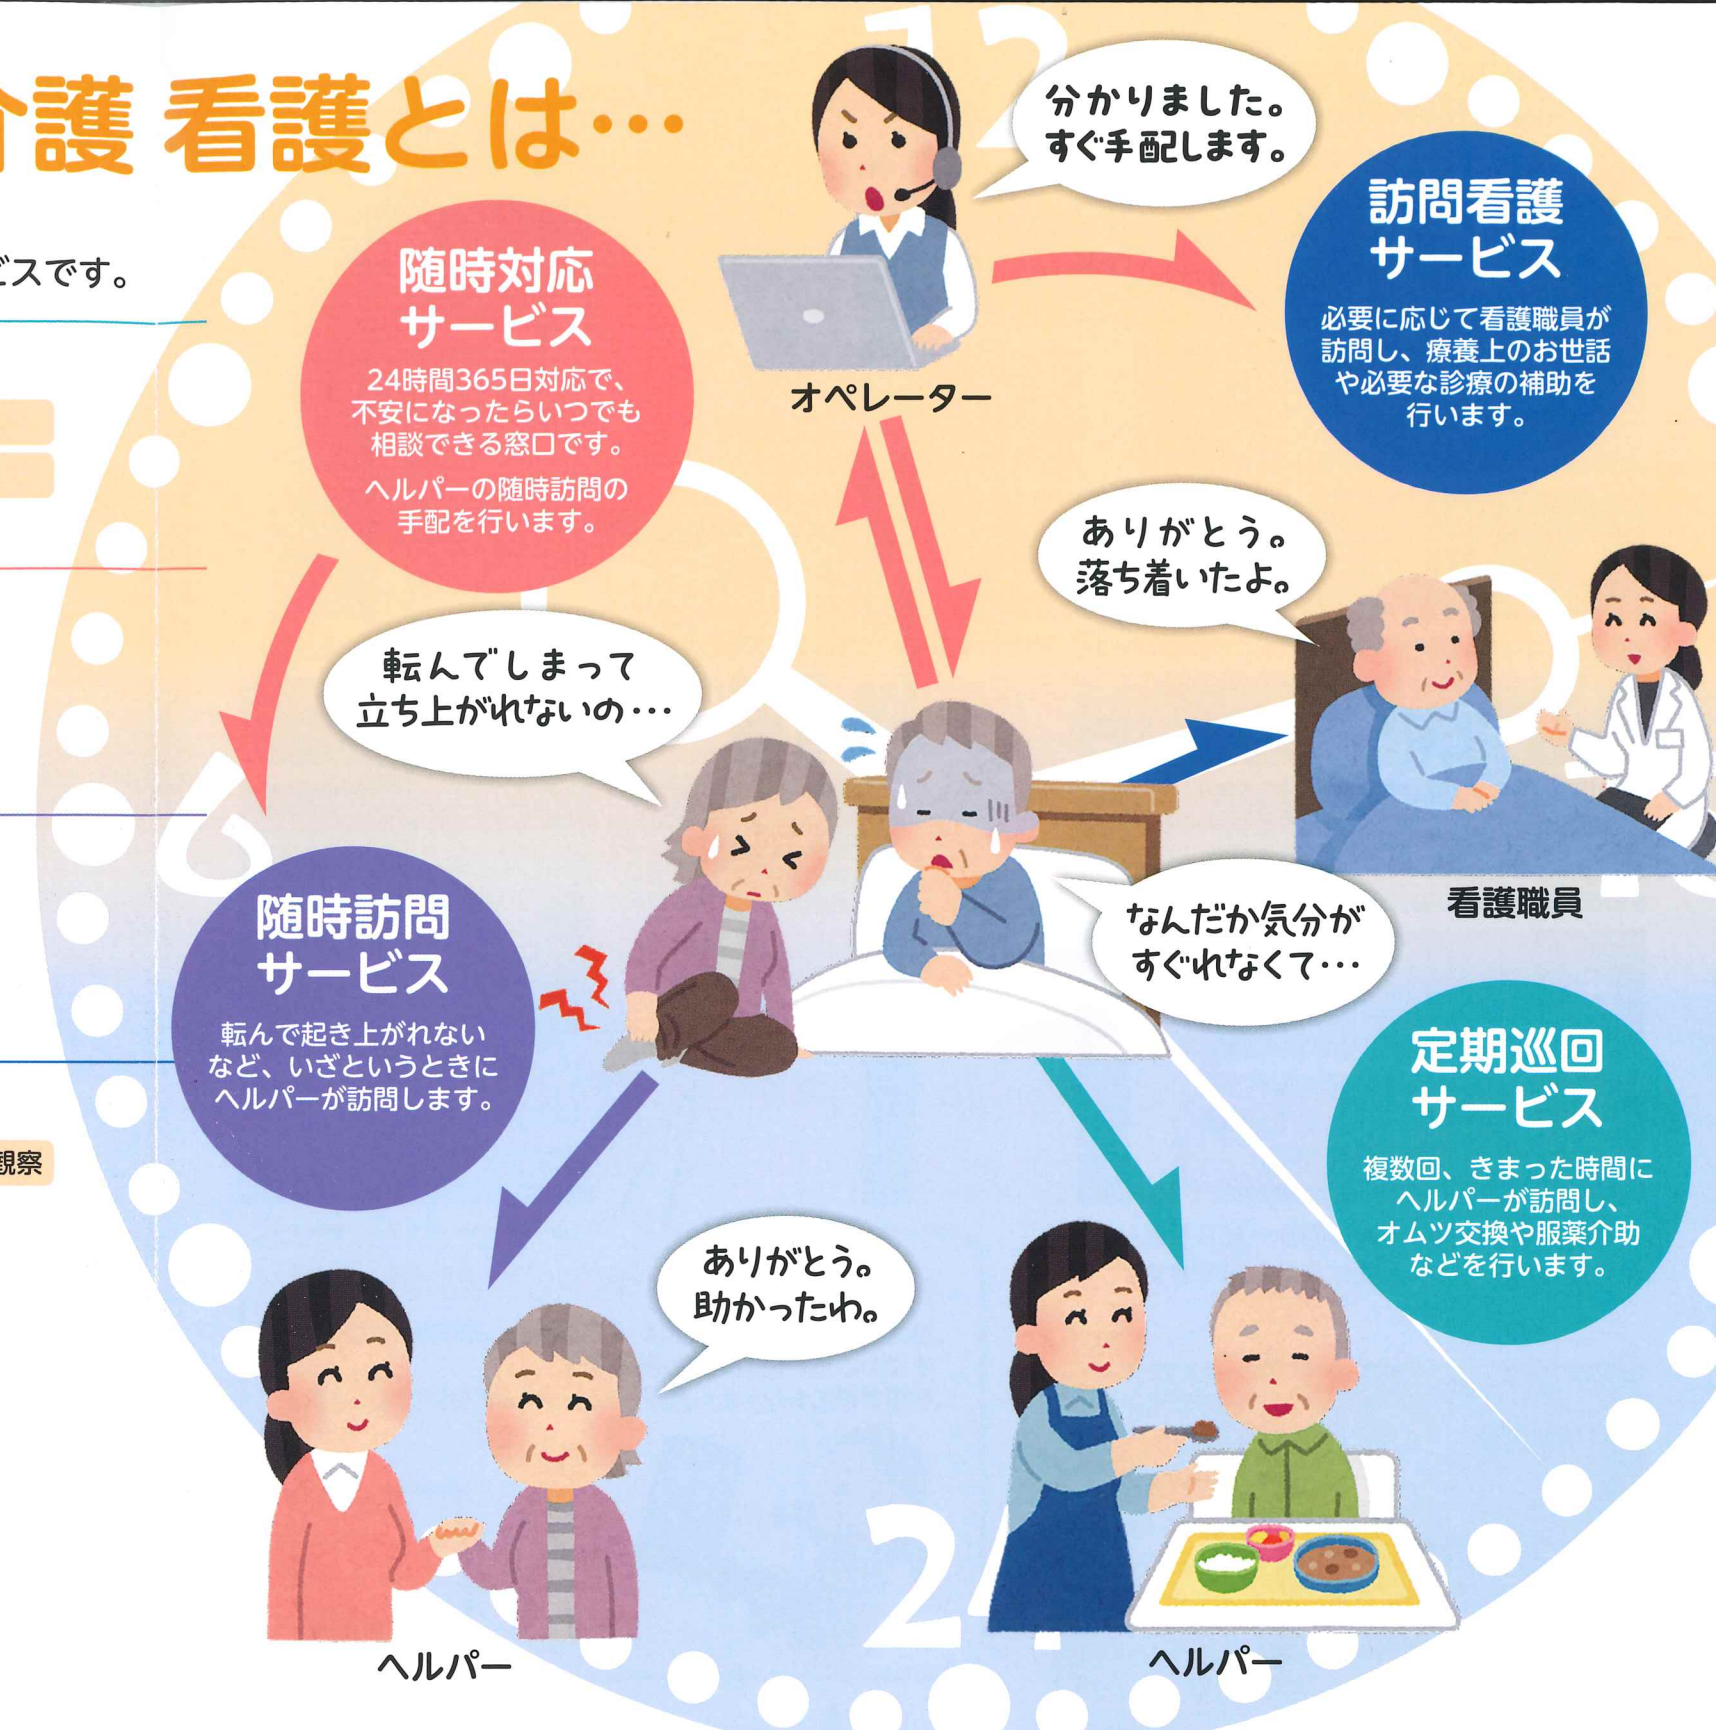 介護 看護とは…
ビスです。
観察
12
分かりました。
すぐ手配します。
オペレーター
訪問看護
サービス
必要に応じて看護職員が
訪問し、療養上のお世話
や必要な診療の補助を
行います。
随時対応
サービス
24時間365日対応で、
不安になったらいつでも
相談できる窓口です。
ヘルパーの随時訪問の
手配を行います。
ありがとう。
落ち着いたよ。
看護職員
転んでしまって
立ち上がれないの…
なんだか気分が
すぐれなくて…
6
随時訪問
サービス
転んで起き上がれない
など、いざというときに
ヘルパーが訪問します。
定期巡回
サービス
複数回、きまった時間に
ヘルパーが訪問し、
オムツ交換や服薬介助
などを行います。
ありがとう。
助かったわ。
24
ヘルパー
ヘルパー